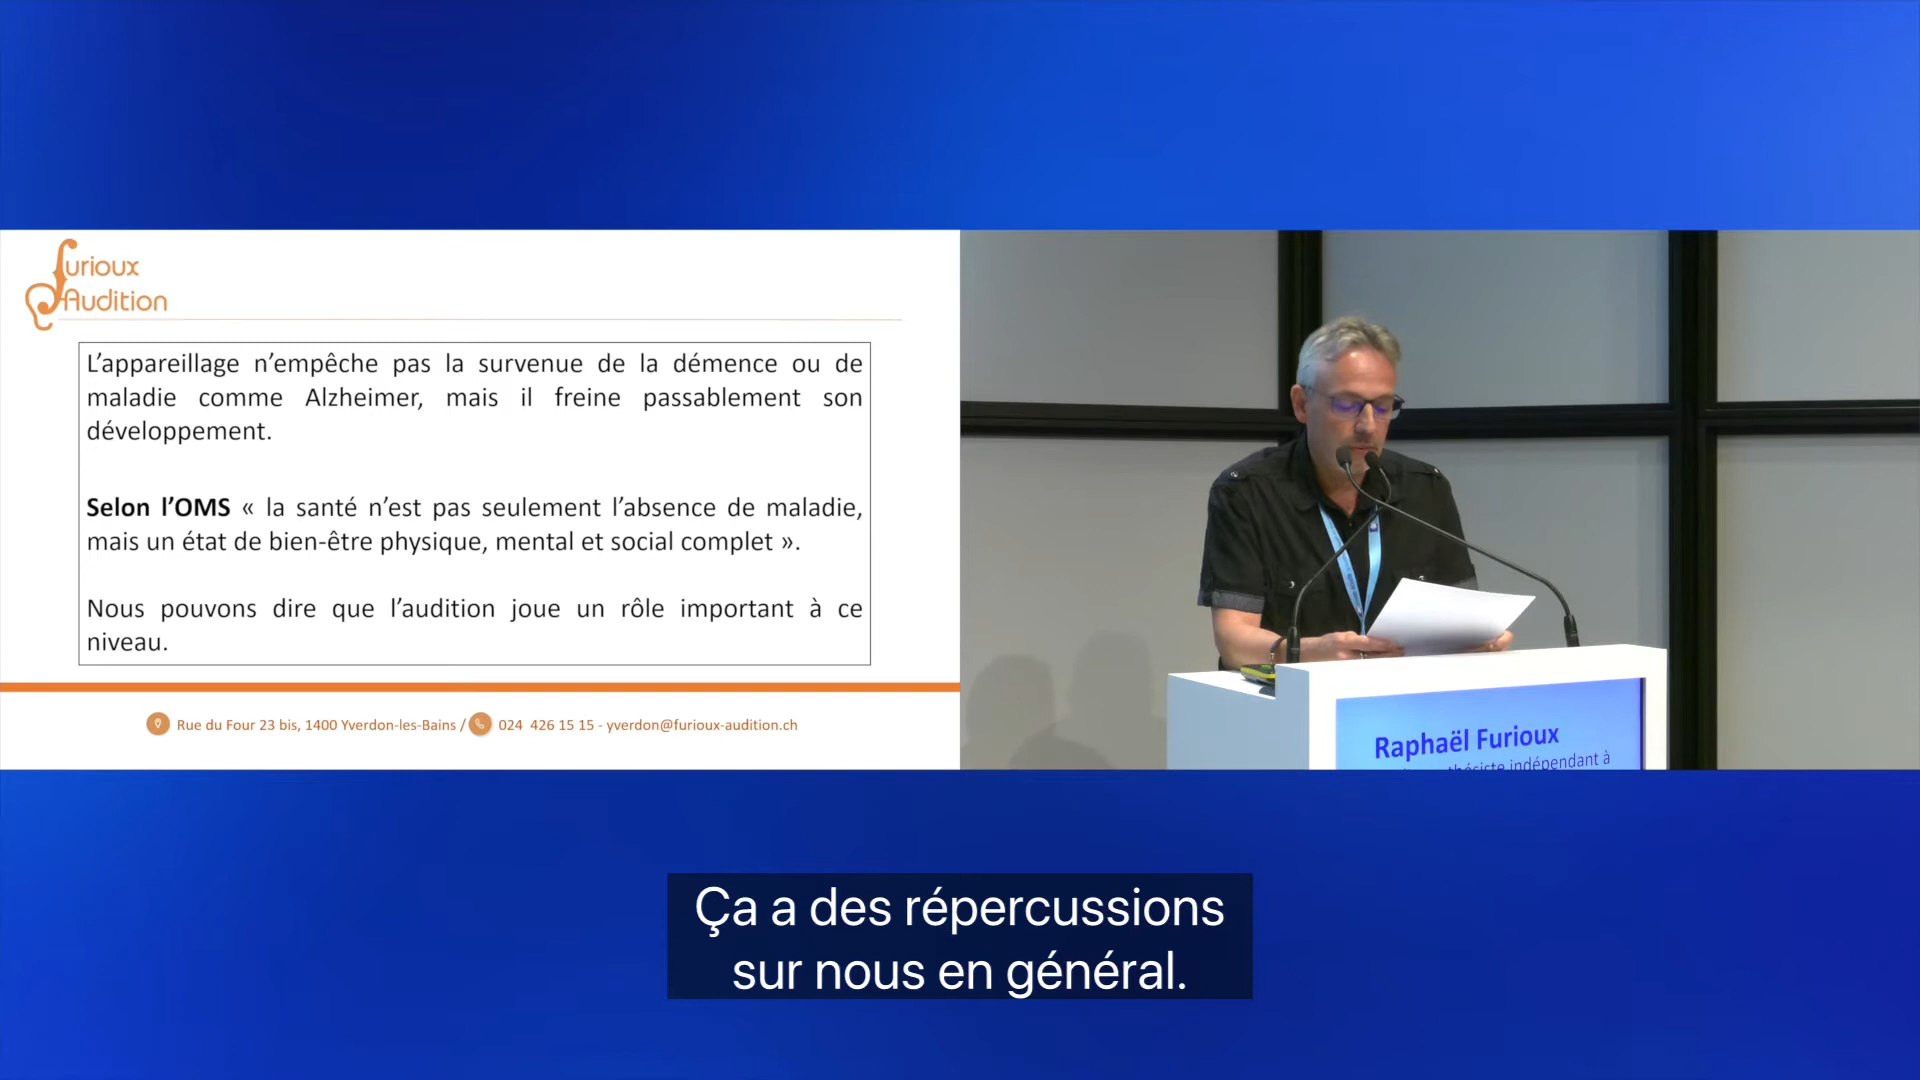 Furioux
Audition
L’appareillage n’empêche pas la survenue de la démence ou de
maladie comme Alzheimer, mais il freine passablement son
développement.
Selon l’OMS « la santé n’est pas seulement l’absence de maladie,
mais un état de bien-être physique, mental et social complet ».
Nous pouvons dire que l’audition joue un rôle important à ce
niveau.
Rue du Four 23 bis, 1400 Yverdon-les-Bains / 024 426 15 15 - yverdon@furioux-audition.ch
Raphaël Furioux
indépendant à
Ça a des répercussions
sur nous en général.